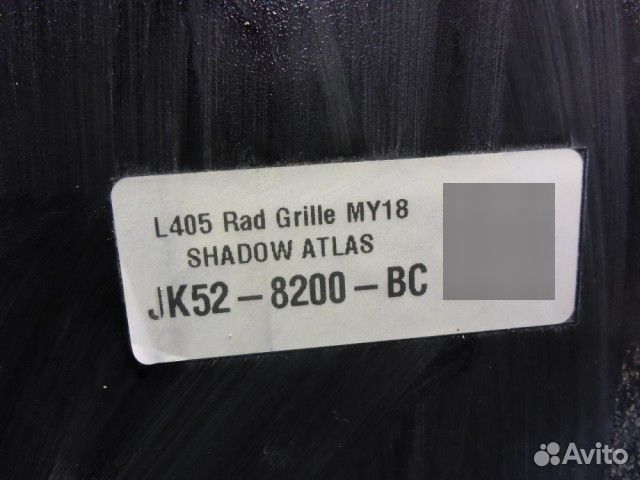 L405 Rad Grille MY18
SHADOW ATLAS
JK52-8200-BC
Avito